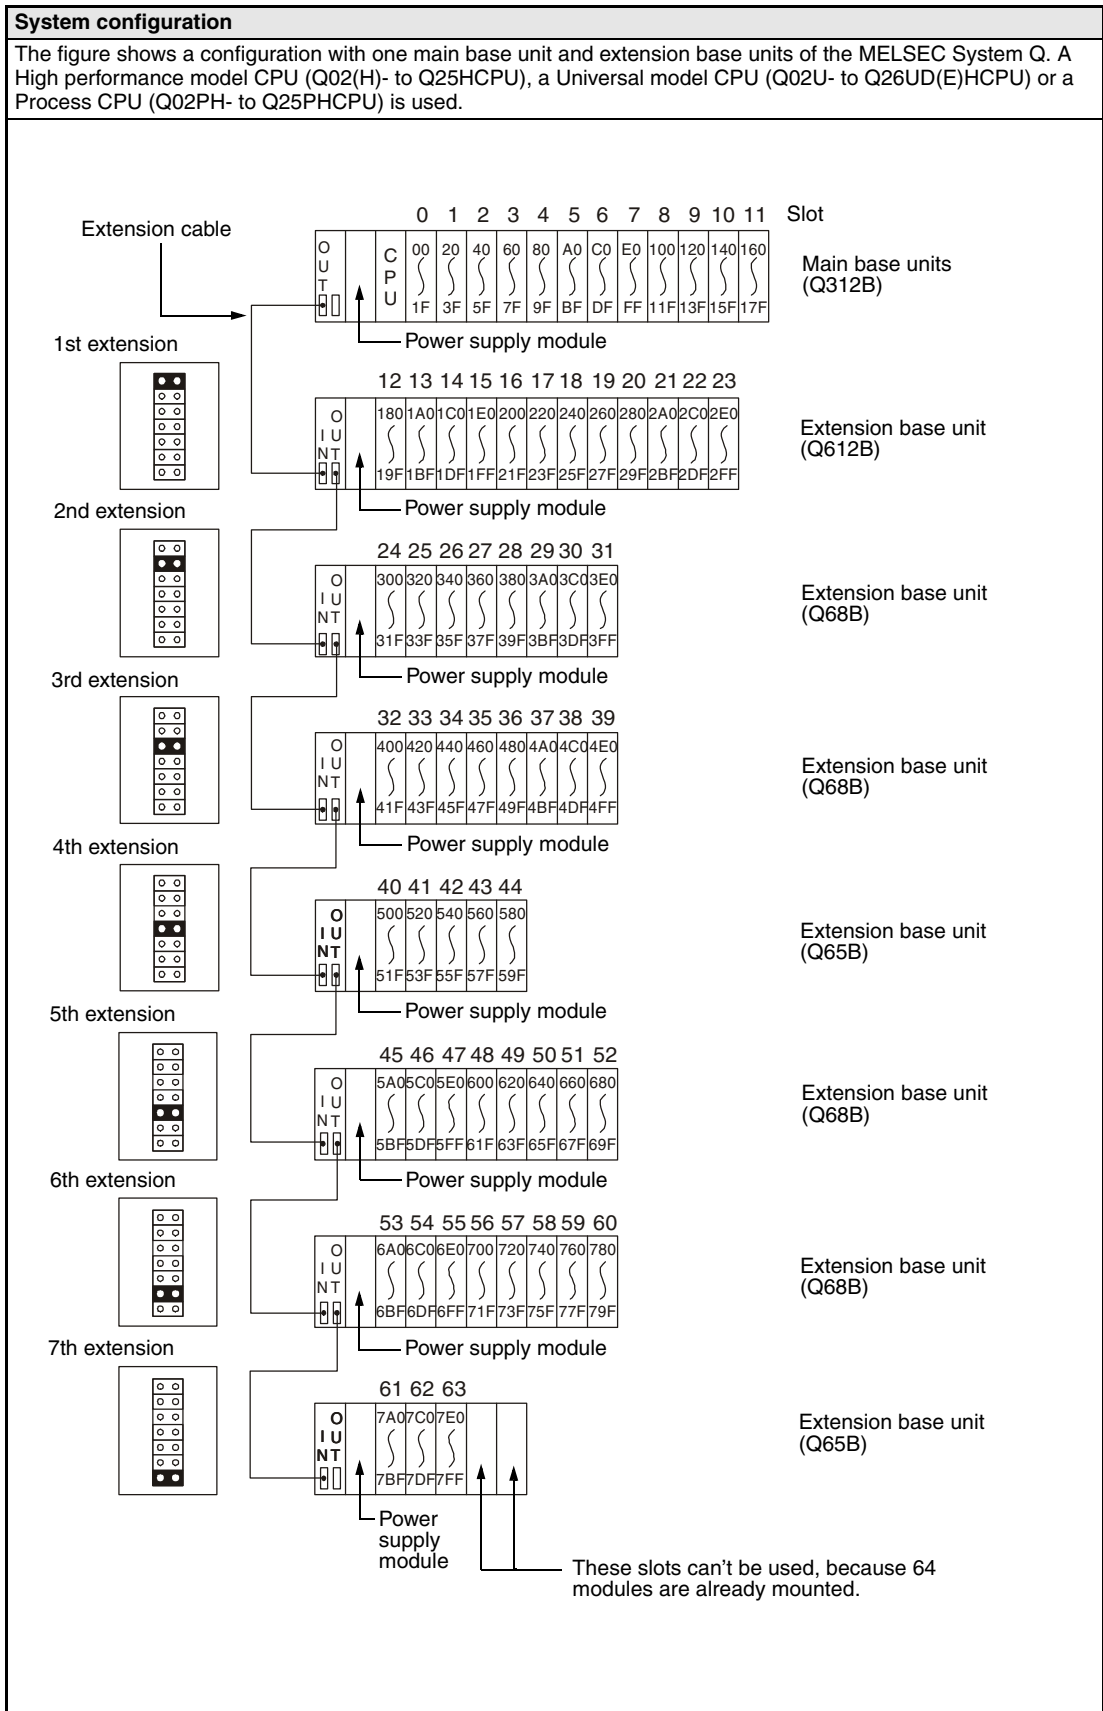 System configuration
The figure shows a configuration with one main base unit and extension base units of the MELSEC System Q. A
High performance model CPU (Q02(H)- to Q25HCPU), a Universal model CPU (Q02U- to Q26UD(E)HCPU) or a
Process CPU (Q02PH- to Q25PHCPU) is used.
0 1 2 3 4 5 6 7 8 9 10 11 Slot
Extension cable
OUT
CPU
00 20 40 60 80 A0 C0 E0 100 120 140 160
1F 3F 5F 7F 9F BF DF FF 11F 13F 15F 17F
Main base units
(Q312B)
Power supply module
1st extension
12 13 14 15 16 17 18 19 20 21 22 23
IN OUT
180 1A0 1C0 1E0 200 220 240 260 280 2A0 2C0 2E0
19F 1BF 1DF 1FF 21F 23F 25F 27F 29F 2BF 2DF 2FF
Extension base unit
(Q612B)
Power supply module
2nd extension
24 25 26 27 28 29 30 31
IN OUT
300 320 340 360 380 3A0 3C0 3E0
31F 33F 35F 37F 39F 3BF 3DF 3FF
Extension base unit
(Q68B)
Power supply module
3rd extension
32 33 34 35 36 37 38 39
IN OUT
400 420 440 460 480 4A0 4C0 4E0
41F 43F 45F 47F 49F 4BF 4DF 4FF
Extension base unit
(Q68B)
Power supply module
4th extension
40 41 42 43 44
IN OUT
500 520 540 560 580
51F 53F 55F 57F 59F
Extension base unit
(Q65B)
Power supply module
5th extension
45 46 47 48 49 50 51 52
IN OUT
5A0 5C0 5E0 600 620 640 660 680
5BF 5DF 5FF 61F 63F 65F 67F 69F
Extension base unit
(Q68B)
Power supply module
6th extension
53 54 55 56 57 58 59 60
IN OUT
6A0 6C0 6E0 700 720 740 760 780
6BF 6DF 6FF 71F 73F 75F 77F 79F
Extension base unit
(Q68B)
Power supply module
7th extension
61 62 63
IN OUT
7A0 7C0 7E0
7BF 7DF 7FF
Extension base unit
(Q65B)
Power
supply
module
These slots can't be used, because 64
modules are already mounted.